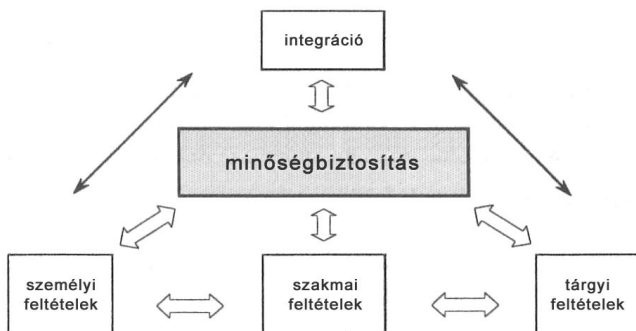 integráció
minőségbiztosítás
személyi
feltételek
szakmai
feltételek
tárgyi
feltételek